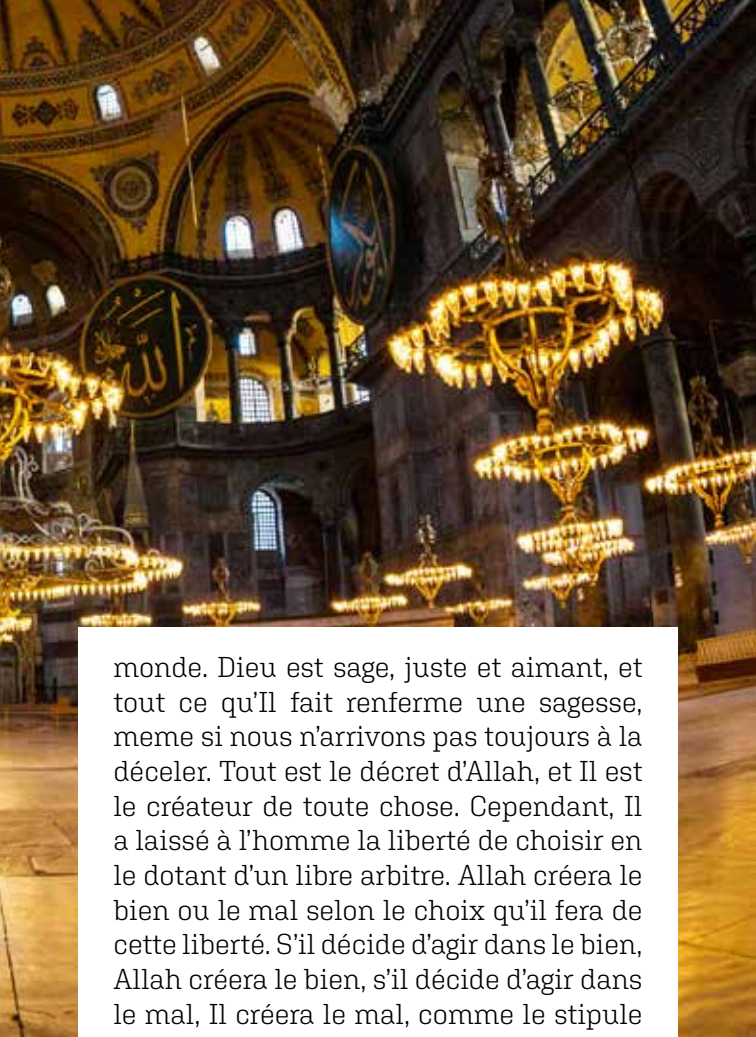 الله
monde. Dieu est sage, juste et aimant, et
tout ce qu’Il fait renferme une sagesse,
meme si nous n’arrivons pas toujours à la
déceler. Tout est le décret d’Allah, et Il est
le créateur de toute chose. Cependant, Il
a laissé à l’homme la liberté de choisir en
le dotant d’un libre arbitre. Allah créera le
bien ou le mal selon le choix qu’il fera de
cette liberté. S’il décide d’agir dans le bien,
Allah créera le bien, s’il décide d’agir dans
le mal, Il créera le mal, comme le stipule